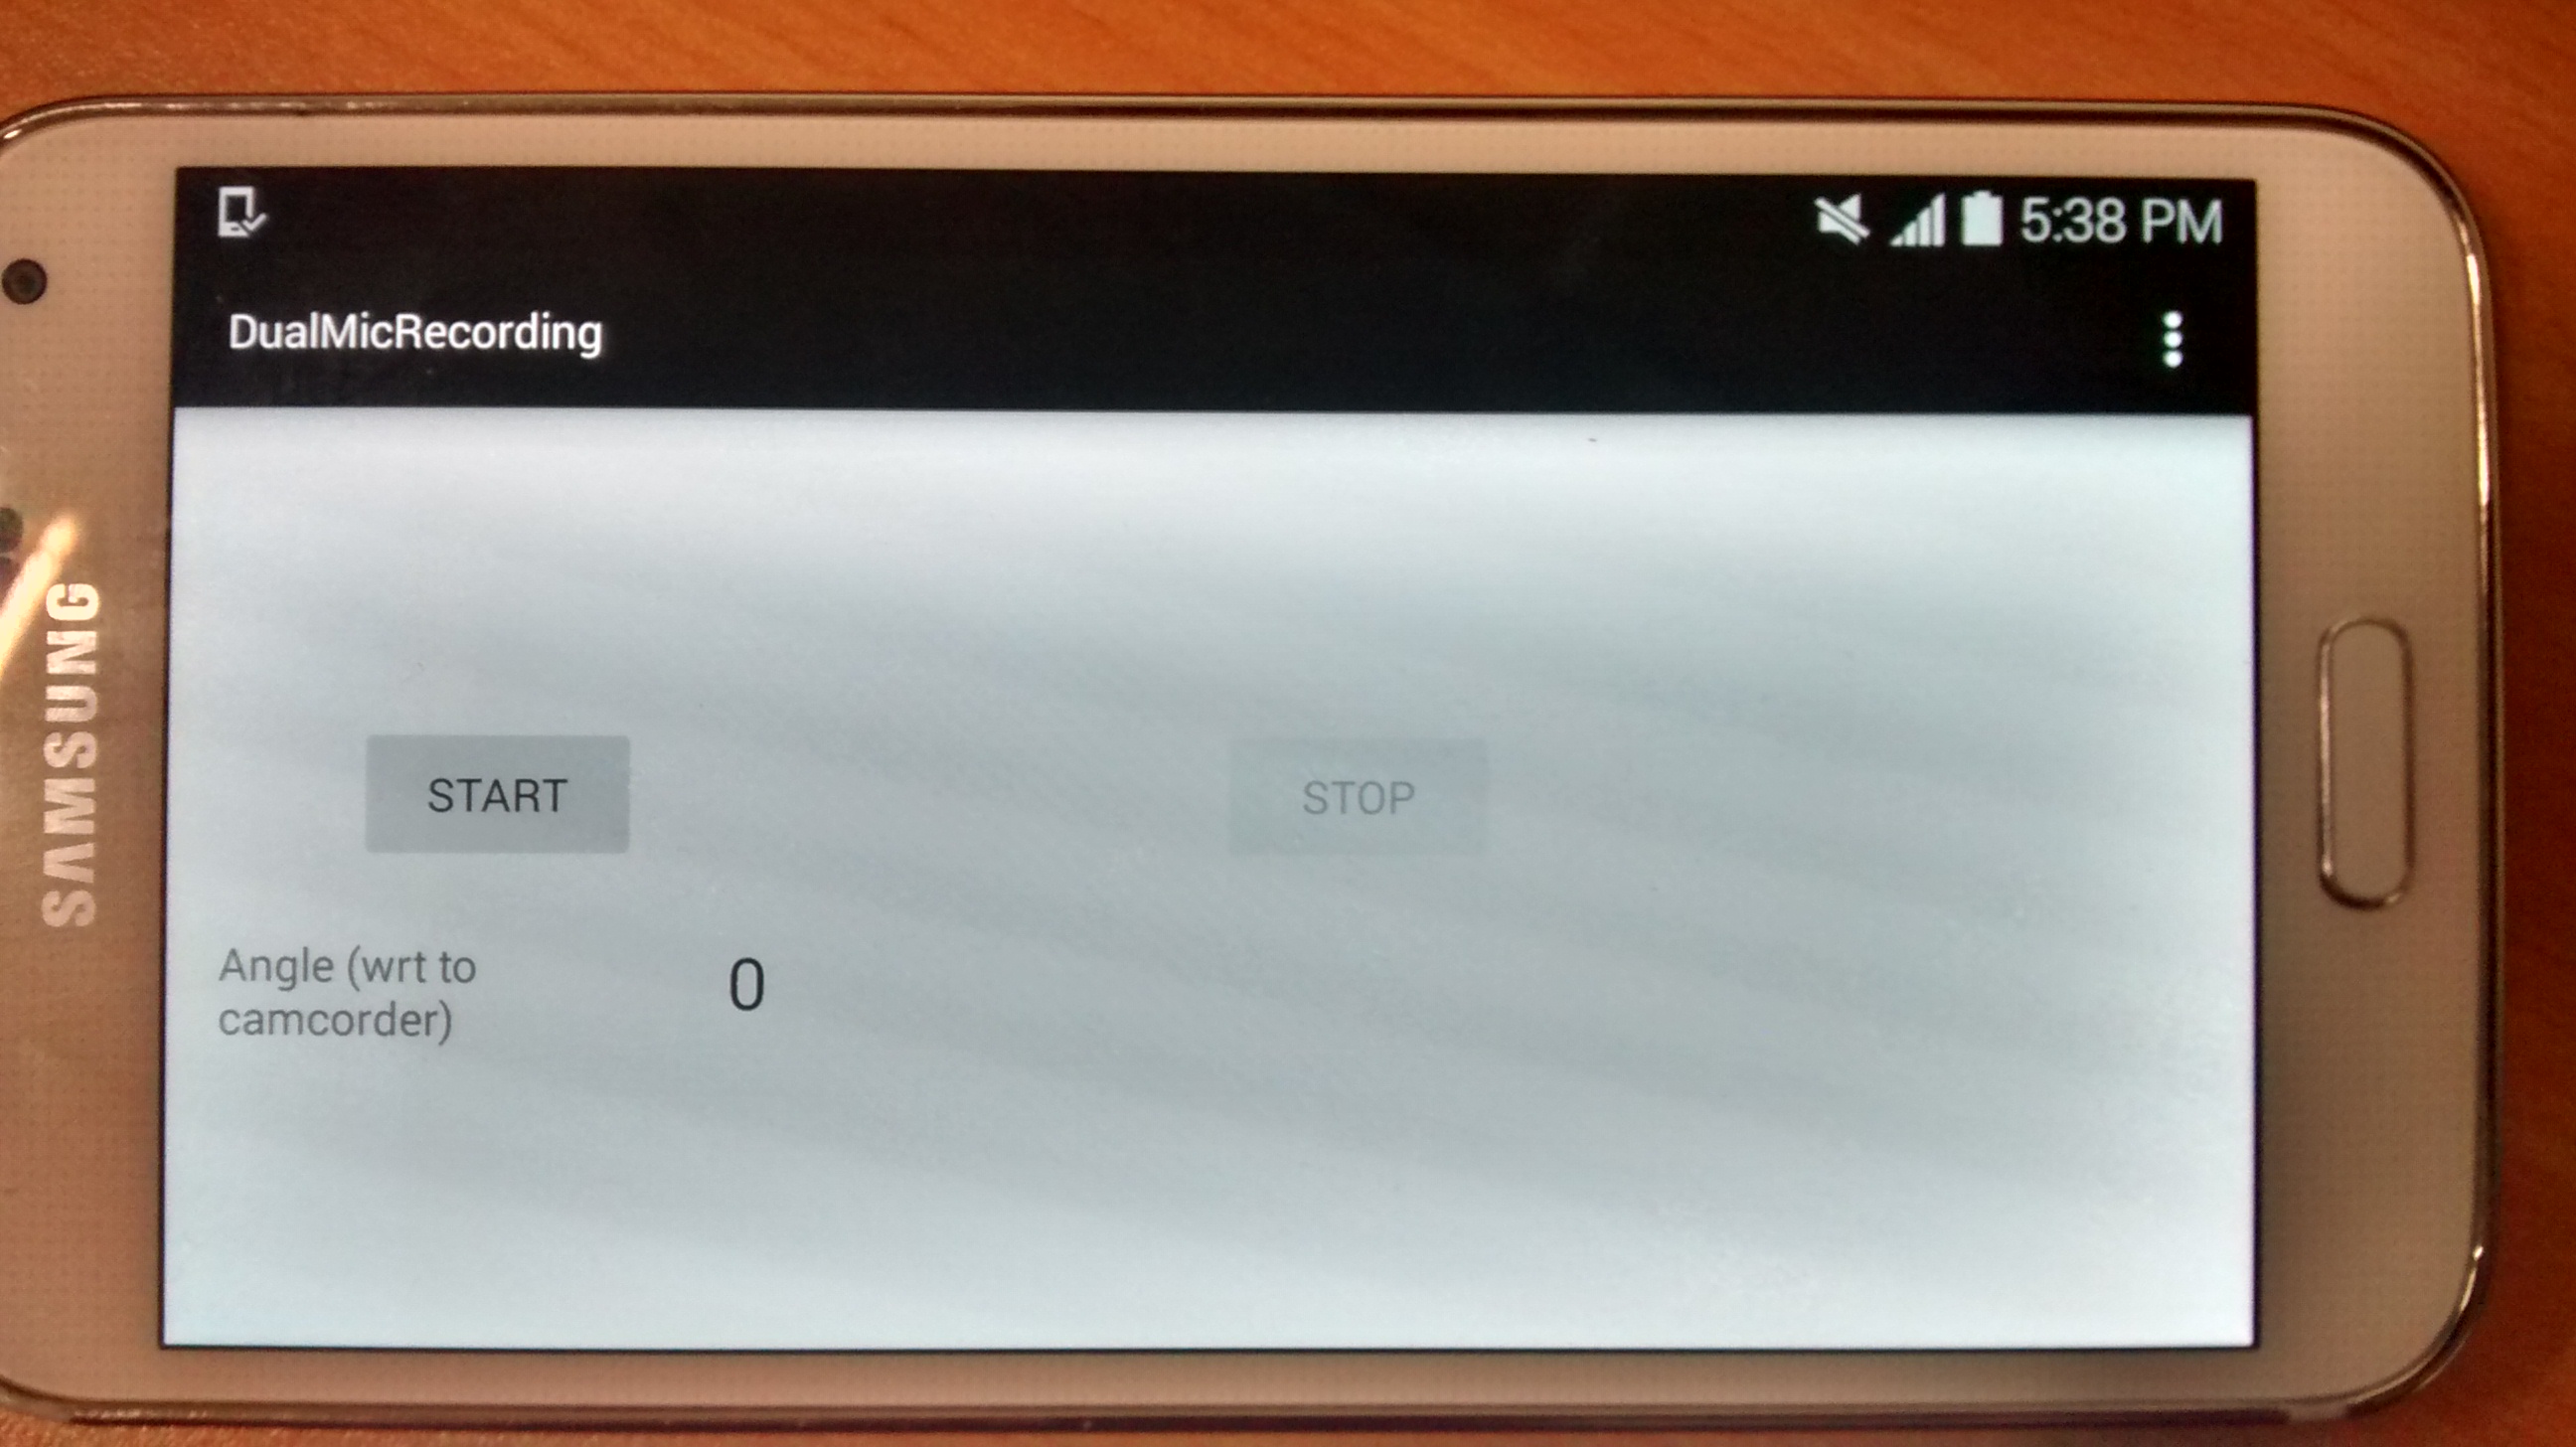 5:38 PM
DualMicRecording
SAMSUNG
START
STOP
Angle (wrt to
camcorder)
0